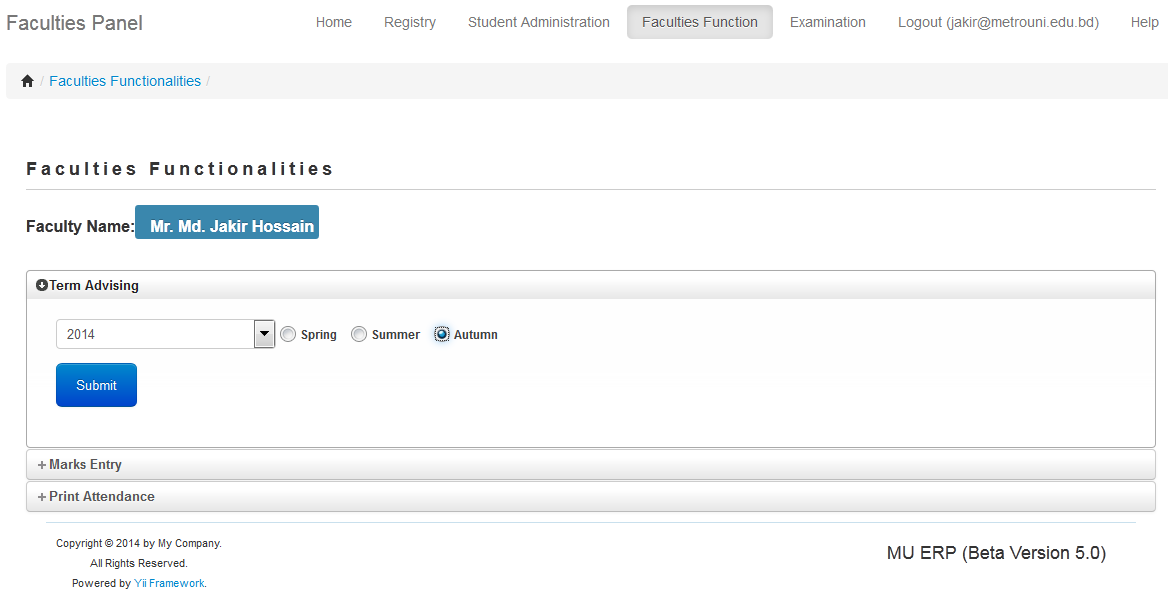 Faculties Panel Home Registry Student Administration Faculties Function Examination Logout (jakir@metrouni.edu.bd) Help
/ Faculties Functionalities /
Faculties Functionalities
Faculty Name: Mr. Md. Jakir Hossain
Term Advising
2014 Spring Summer Autumn
Submit
+ Marks Entry
+ Print Attendance
Copyright © 2014 by My Company.
All Rights Reserved.
Powered by Yii Framework.
MU ERP (Beta Version 5.0)